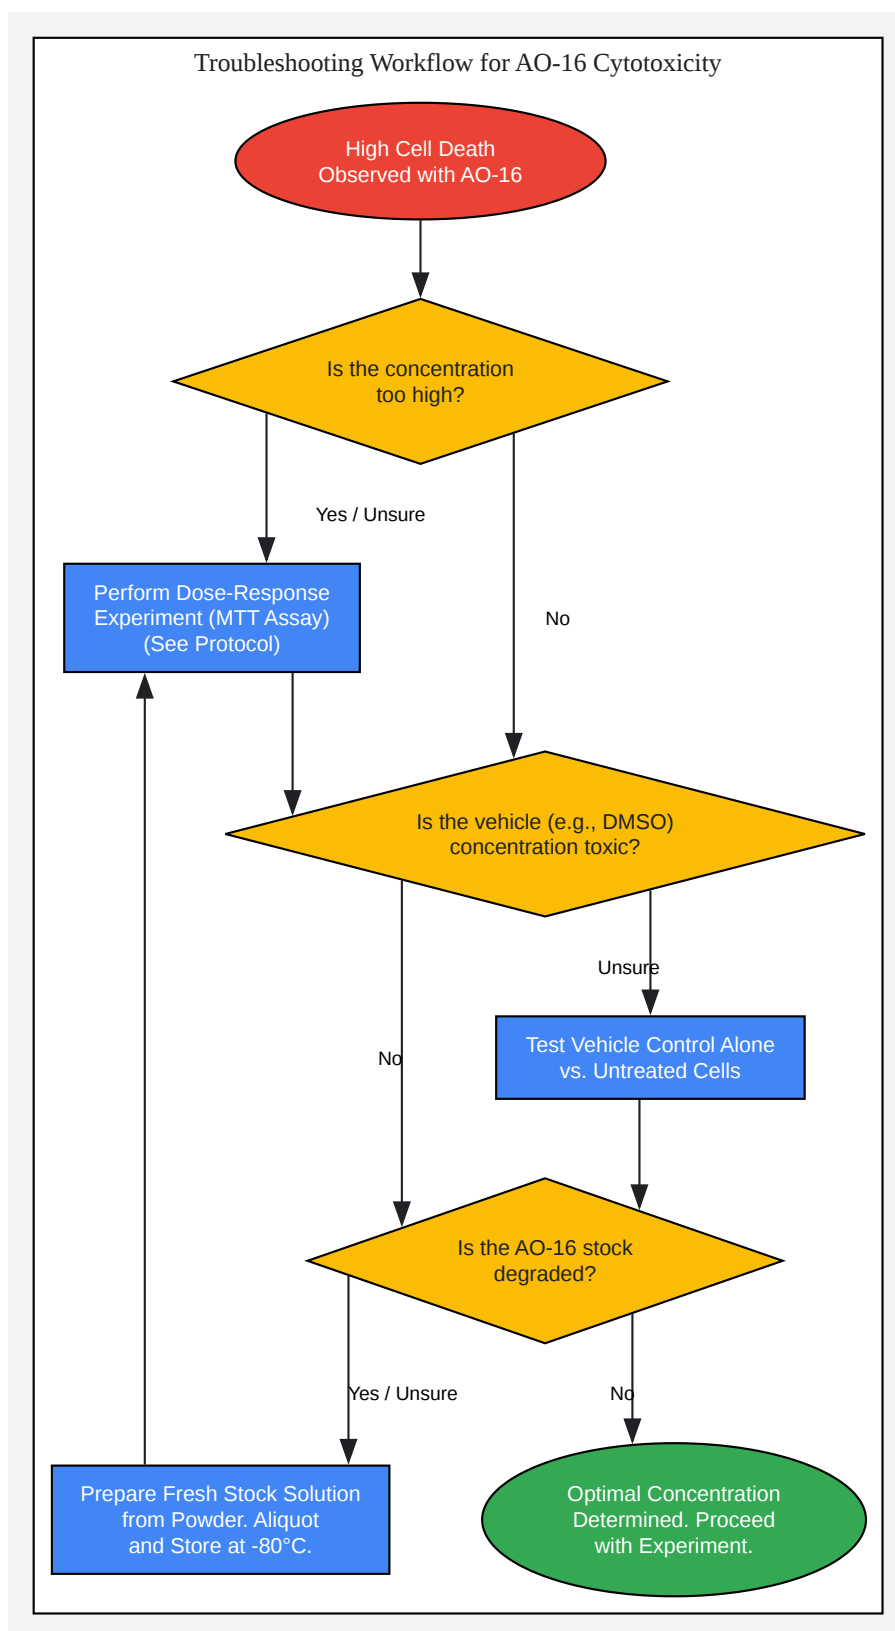 Troubleshooting Workflow for AO-16 Cytotoxicity
High Cell Death
Observed with AO-16
Is the concentration
too high?
Yes / Unsure
Perform Dose-Response
Experiment (MTT Assay)
(See Protocol)
No
Is the vehicle (e.g., DMSO)
concentration toxic?
Unsure
Test Vehicle Control Alone
vs. Untreated Cells
No
Is the AO-16 stock
degraded?
Yes / Unsure
No
Prepare Fresh Stock Solution
from Powder. Aliquot
and Store at -80°C.
Optimal Concentration
Determined. Proceed
with Experiment.